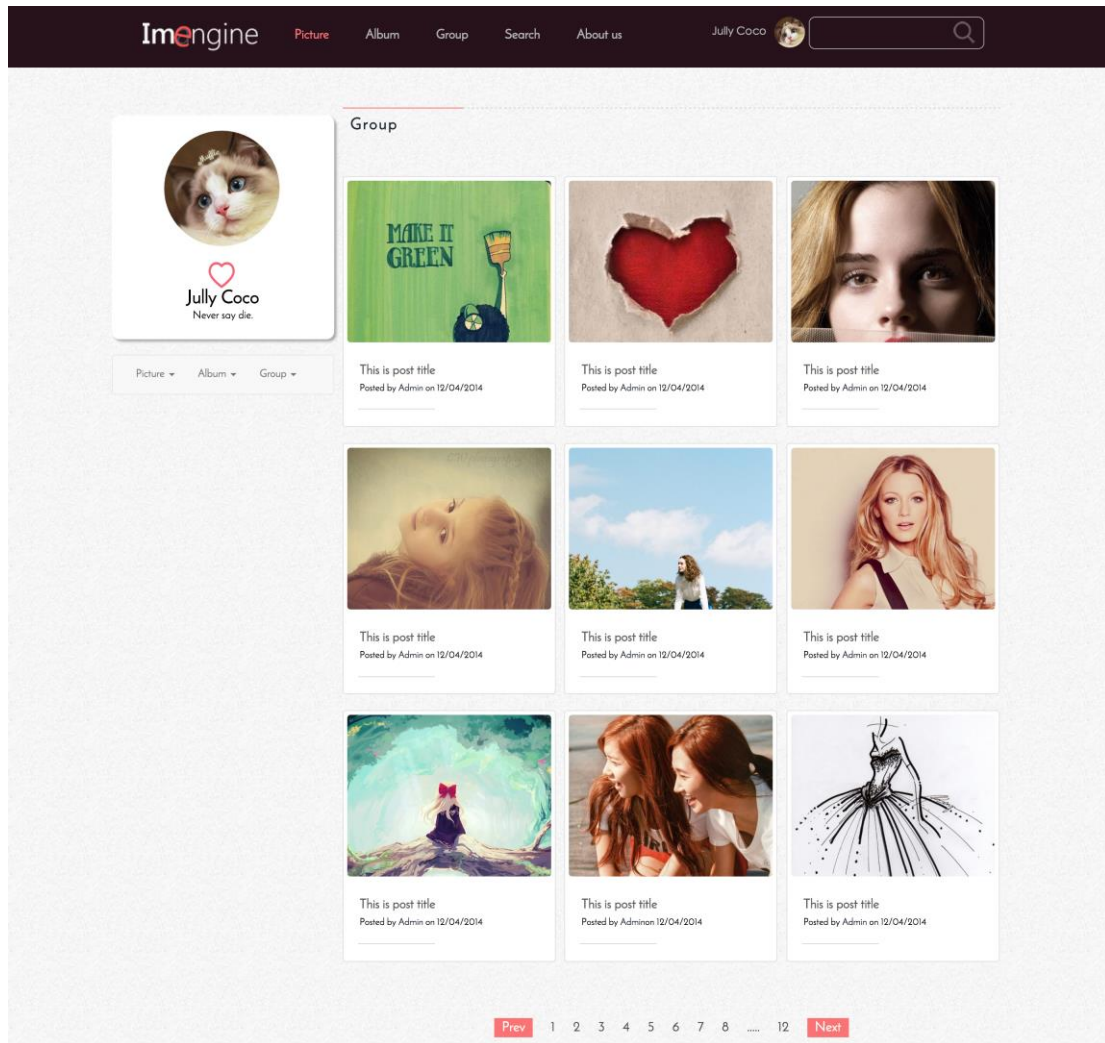 Imengine Picture Album Group Search About us Jully Coco
Group
Jully Coco
Never say die.
Picture Album Group
MAKE IT
GREEN
This is post title
Posted by Admin on 12/04/2014
This is post title
Posted by Admin on 12/04/2014
This is post title
Posted by Admin on 12/04/2014
This is post title
Posted by Admin on 12/04/2014
This is post title
Posted by Admin on 12/04/2014
This is post title
Posted by Admin on 12/04/2014
This is post title
Posted by Admin on 12/04/2014
This is post title
Posted by Adminon 12/04/2014
This is post title
Posted by Admin on 12/04/2014
Prev 1 2 3 4 5 6 7 8 ..... 12 Next